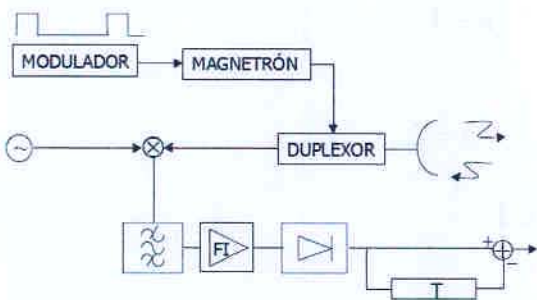 MODULADOR
MAGNETRÓN
DUPLEXOR
~
FI
+
−
T